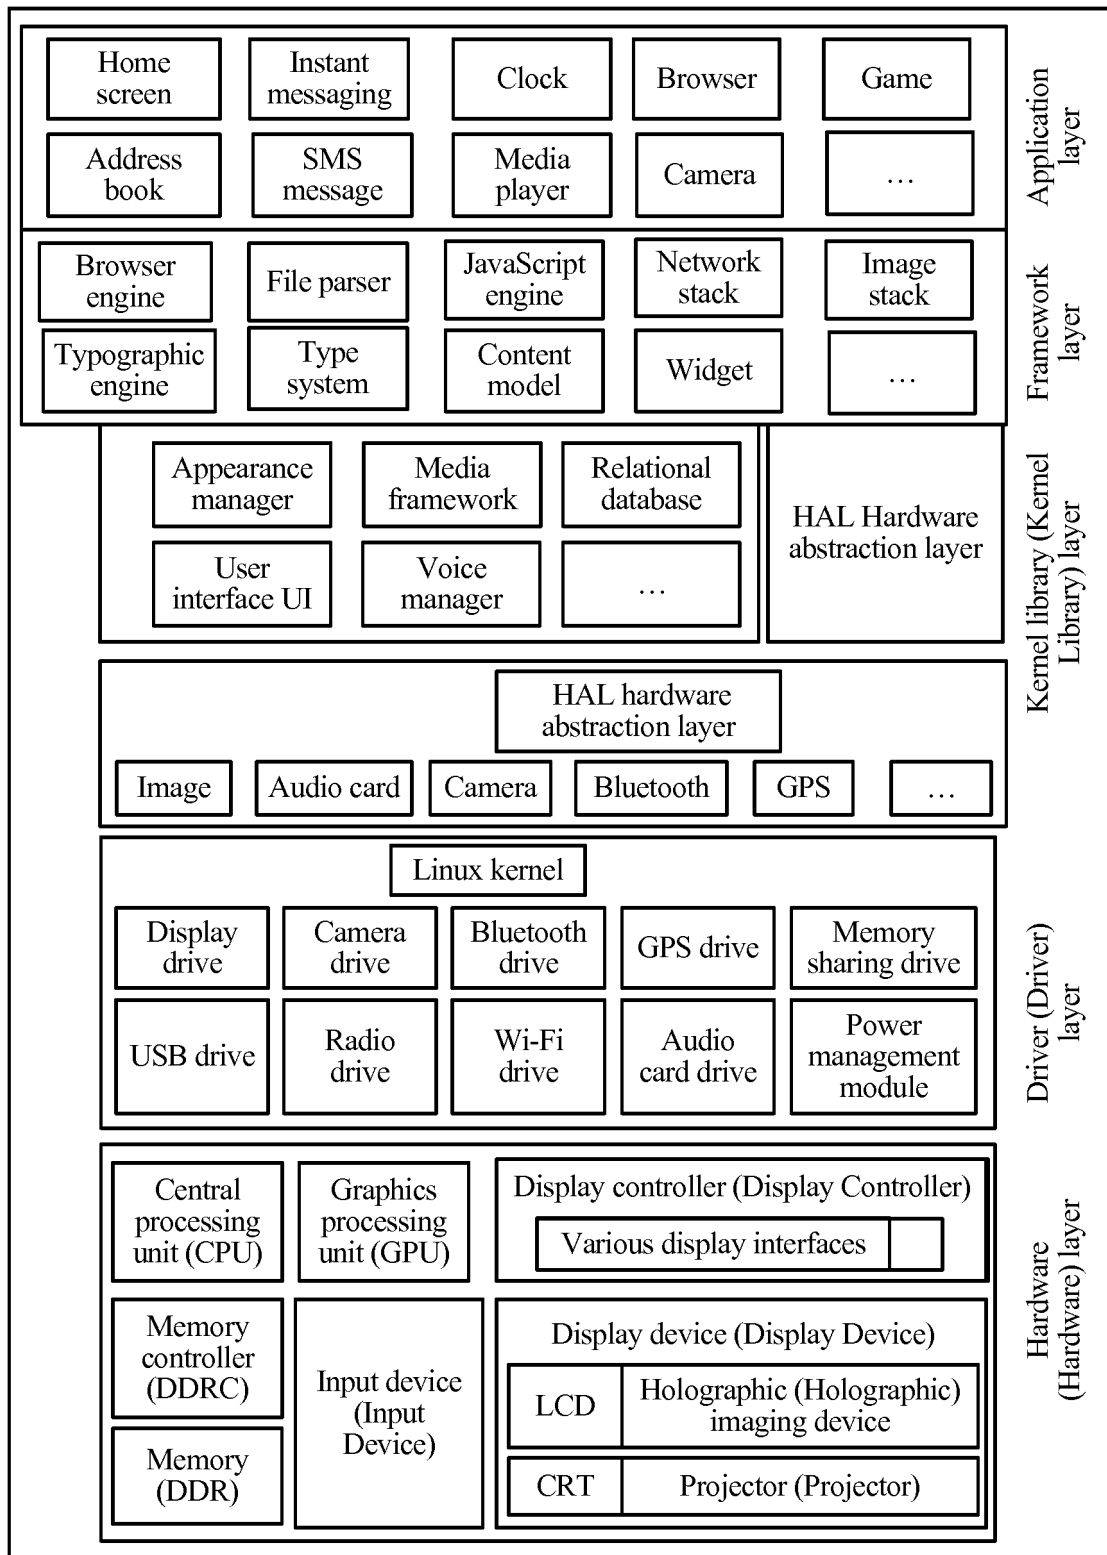 Home
screen
Instant
messaging
Clock
Browser
Game
Address
book
SMS
message
Media
player
Camera
…
Application
layer
Browser
engine
File parser
JavaScript
engine
Network
stack
Image
stack
Typographic
engine
Type
system
Content
model
Widget
…
Framework
layer
Appearance
manager
Media
framework
Relational
database
User
interface UI
Voice
manager
…
HAL Hardware
abstraction layer
HAL hardware
abstraction layer
Image
Audio card
Camera
Bluetooth
GPS
…
Kernel library (Kernel
Library) layer
Linux kernel
Display
drive
Camera
drive
Bluetooth
drive
GPS drive
Memory
sharing drive
USB drive
Radio
drive
Wi-Fi
drive
Audio
card drive
Power
management
module
Driver (Driver)
layer
Central
processing
unit (CPU)
Graphics
processing
unit (GPU)
Display controller (Display Controller)
Various display interfaces
Memory
controller
(DDRC)
Memory
(DDR)
Input device
(Input
Device)
Display device (Display Device)
LCD
Holographic (Holographic)
imaging device
CRT
Projector (Projector)
Hardware
(Hardware) layer